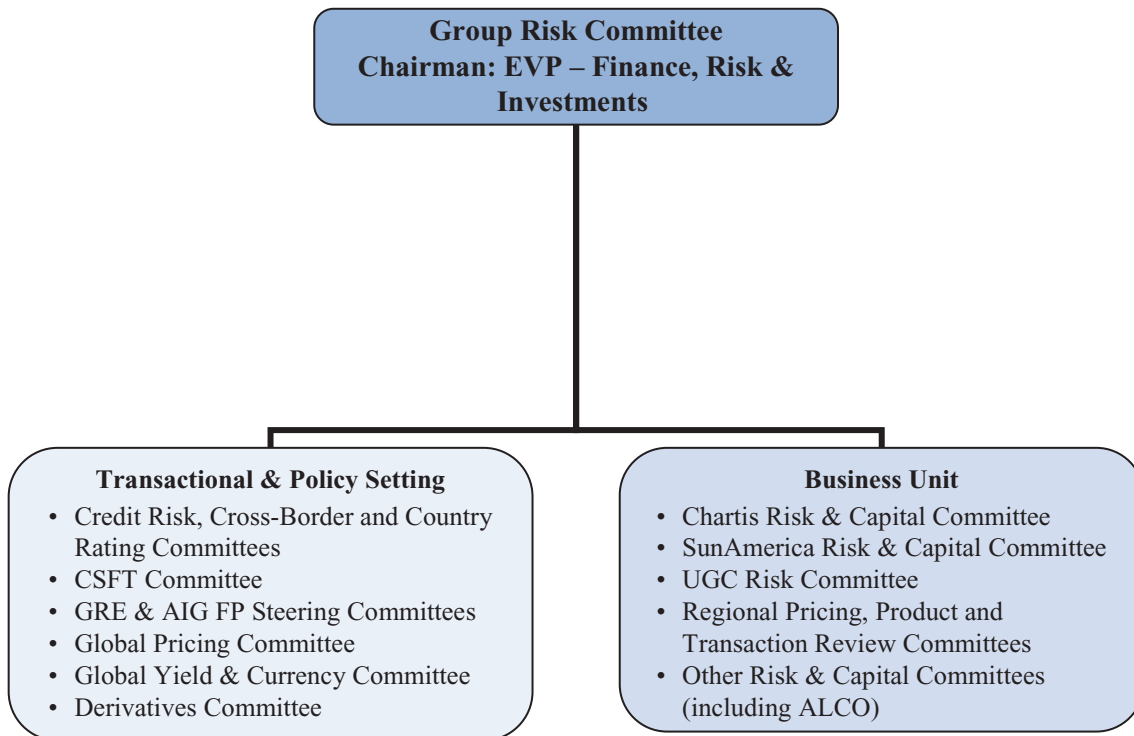 Group Risk Committee
Chairman: EVP – Finance, Risk &
Investments
Transactional & Policy Setting
• Credit Risk, Cross-Border and Country
Rating Committees
• CSFT Committee
• GRE & AIG FP Steering Committees
• Global Pricing Committee
• Global Yield & Currency Committee
• Derivatives Committee
Business Unit
• Chartis Risk & Capital Committee
• SunAmerica Risk & Capital Committee
• UGC Risk Committee
• Regional Pricing, Product and
Transaction Review Committees
• Other Risk & Capital Committees
(including ALCO)